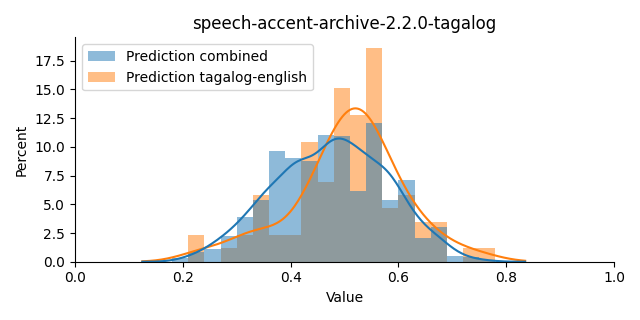 speech-accent-archive-2.2.0-tagalog
Prediction combined
Prediction tagalog-english
Percent
17.5
15.0
12.5
10.0
7.5
5.0
2.5
0.0
0.0 0.2 0.4 0.6 0.8 1.0
Value